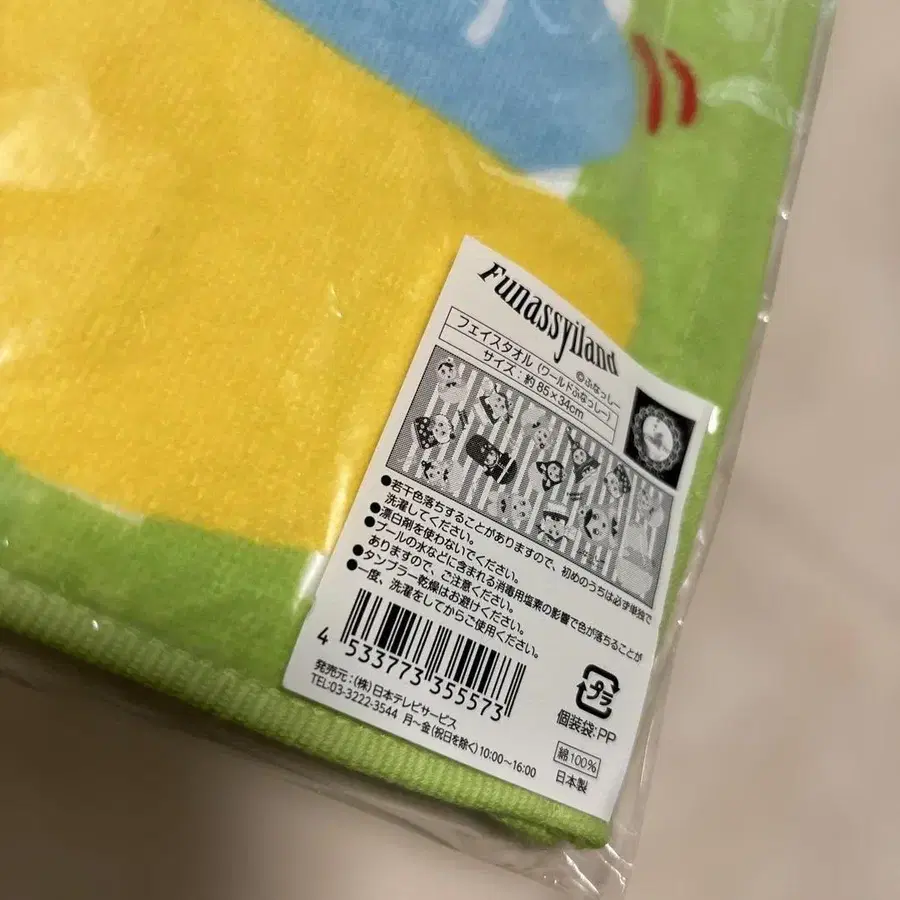 Funassyiland
©ふなっしー
フェイスタオル (ワールドふなっしー)
サイズ：約 85×34cm
●若干色落ちすることがありますので、初めのうちは必ず単独で
洗濯してください。
●漂白剤を使わないでください。
●プールの水などに含まれる消毒用塩素の影響で色が落ちることが
ありますので、ご注意ください。
●タンブラー乾燥はお避けください。
●一度、洗濯をしてからご使用ください。
4 533773 355573
プラ
個装袋：PP
発売元：(株)日本テレビサービス
TEL:03-3222-3544 月～金(祝日を除く)10:00～16:00
綿100%
日本製